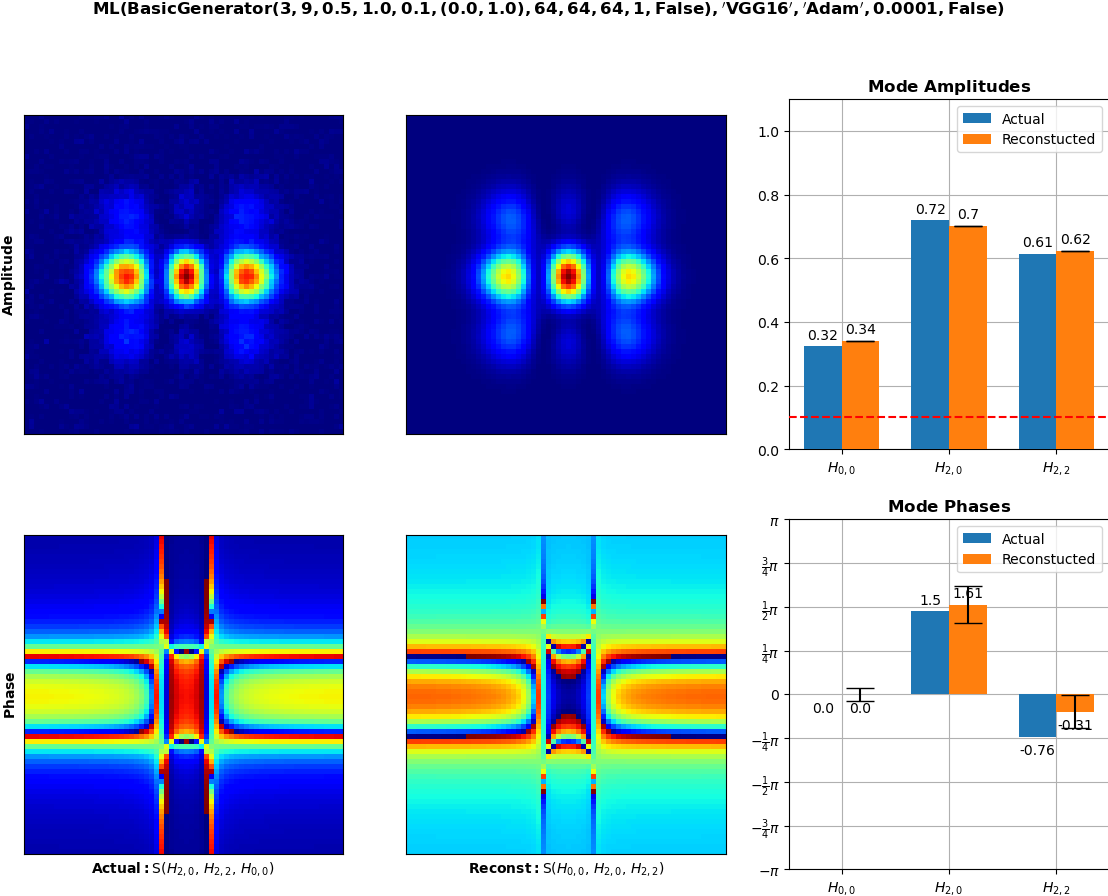 ML(BasicGenerator(3, 9, 0.5, 1.0, 0.1, (0.0, 1.0), 64, 64, 64, 1, False), ′VGG16′, ′Adam′, 0.0001, False)
Amplitude
Mode Amplitudes
Actual
Reconstucted
1.0
0.8
0.6
0.4
0.2
0.0
0.32
0.34
0.72
0.7
0.61
0.62
H0,0
H2,0
H2,2
Phase
Actual: S(H2,0, H2,2, H0,0)
Reconst: S(H0,0, H2,0, H2,2)
Mode Phases
Actual
Reconstucted
π
3/4π
1/2π
1/4π
0
−1/4π
−1/2π
−3/4π
−π
0.0
0.0
1.5
1.61
-0.76
-0.31
H0,0
H2,0
H2,2